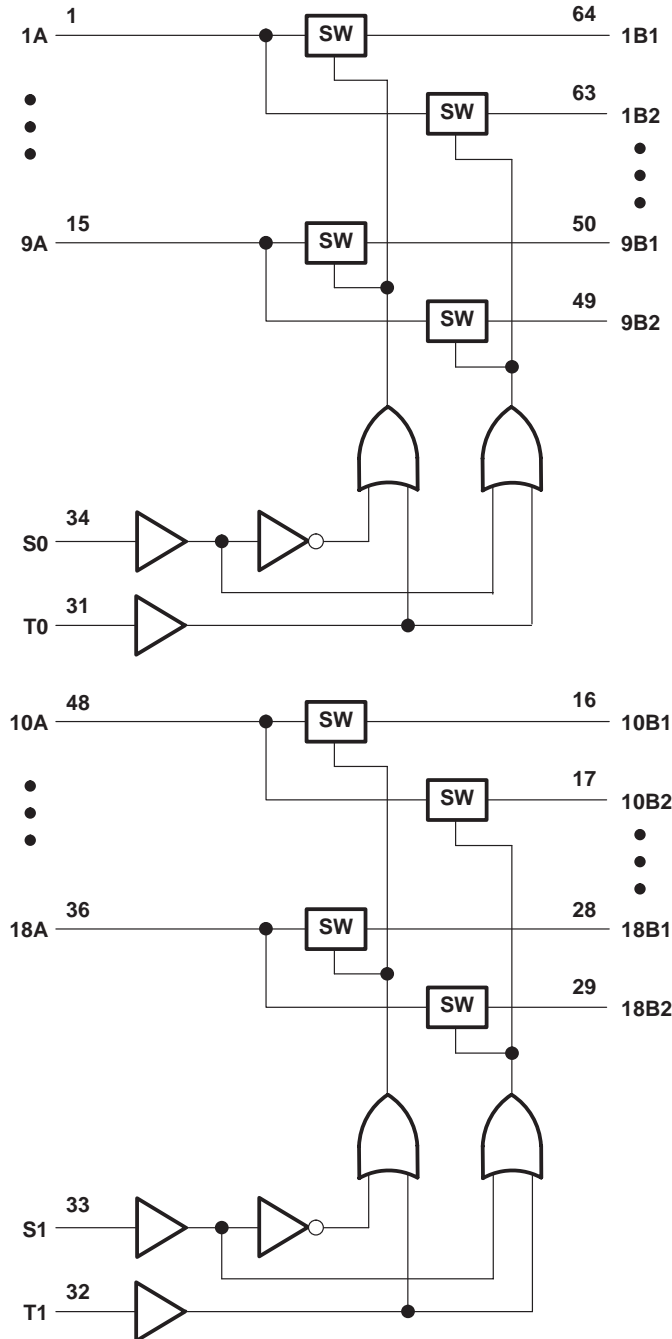 1A 1 SW 64 1B1
SW 63 1B2
9A 15 SW 50 9B1
SW 49 9B2
S0 34
T0 31
10A 48 SW 16 10B1
SW 17 10B2
18A 36 SW 28 18B1
SW 29 18B2
S1 33
T1 32